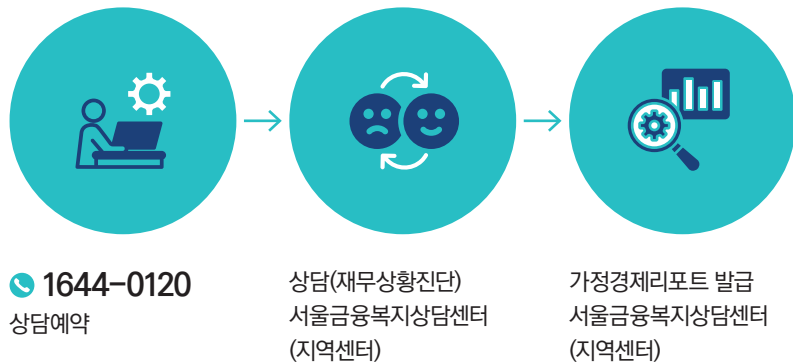 1644-0120
상담예약
상담(재무상황진단)
서울금융복지상담센터
(지역센터)
가정경제리포트 발급
서울금융복지상담센터
(지역센터)